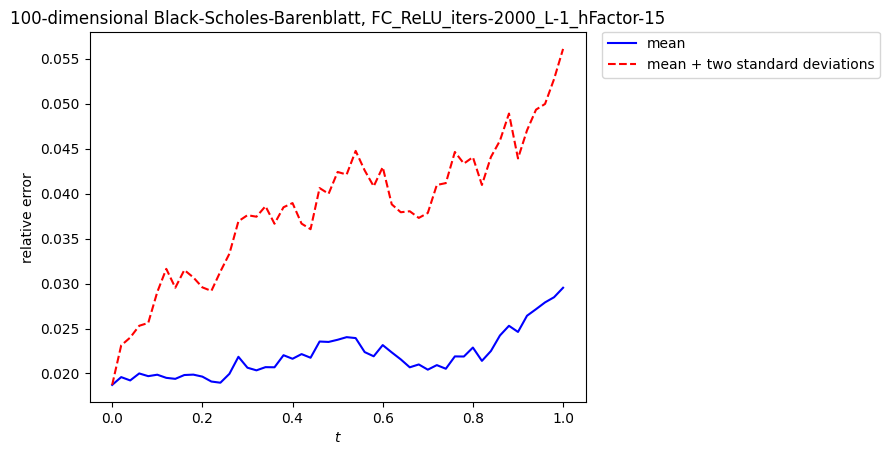 100-dimensional Black-Scholes-Barenblatt, FC_ReLU_iters-2000_L-1_hFactor-15
mean
mean + two standard deviations
relative error
0.055
0.050
0.045
0.040
0.035
0.030
0.025
0.020
0.0 0.2 0.4 0.6 0.8 1.0
t